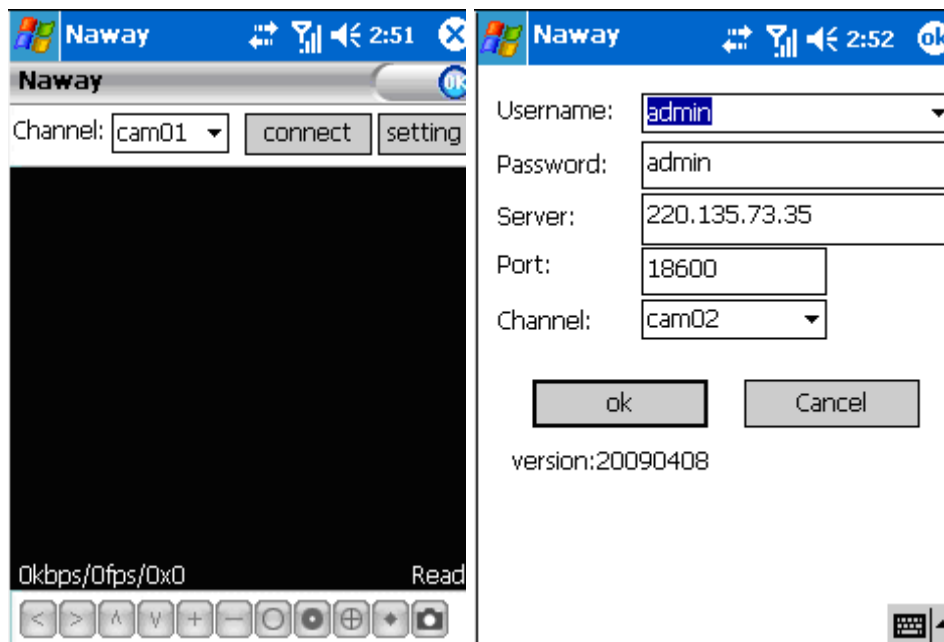 Naway 2:51
Naway ok
Channel: cam01 connect setting
0kbps/0fps/0x0 Read
Naway 2:52 ok
Username: admin
Password: admin
Server: 220.135.73.35
Port: 18600
Channel: cam02
ok Cancel
version:20090408